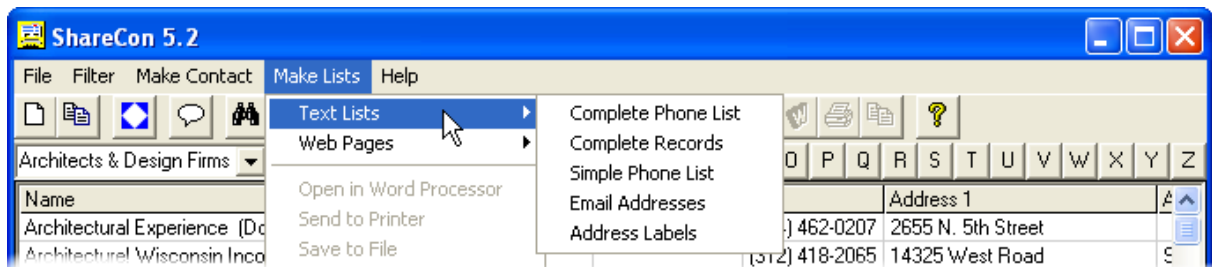 ShareCon 5.2
File Filter Make Contact Make Lists Help
Text Lists
Web Pages
Open in Word Processor
Send to Printer
Save to File
Complete Phone List
Complete Records
Simple Phone List
Email Addresses
Address Labels
Architects & Design Firms
P Q R S T U V W X Y Z
Name Address 1
Architectural Experience 462-0207 2655 N. 5th Street
Architecturel Wisconsin (312) 418-2065 14325 West Road